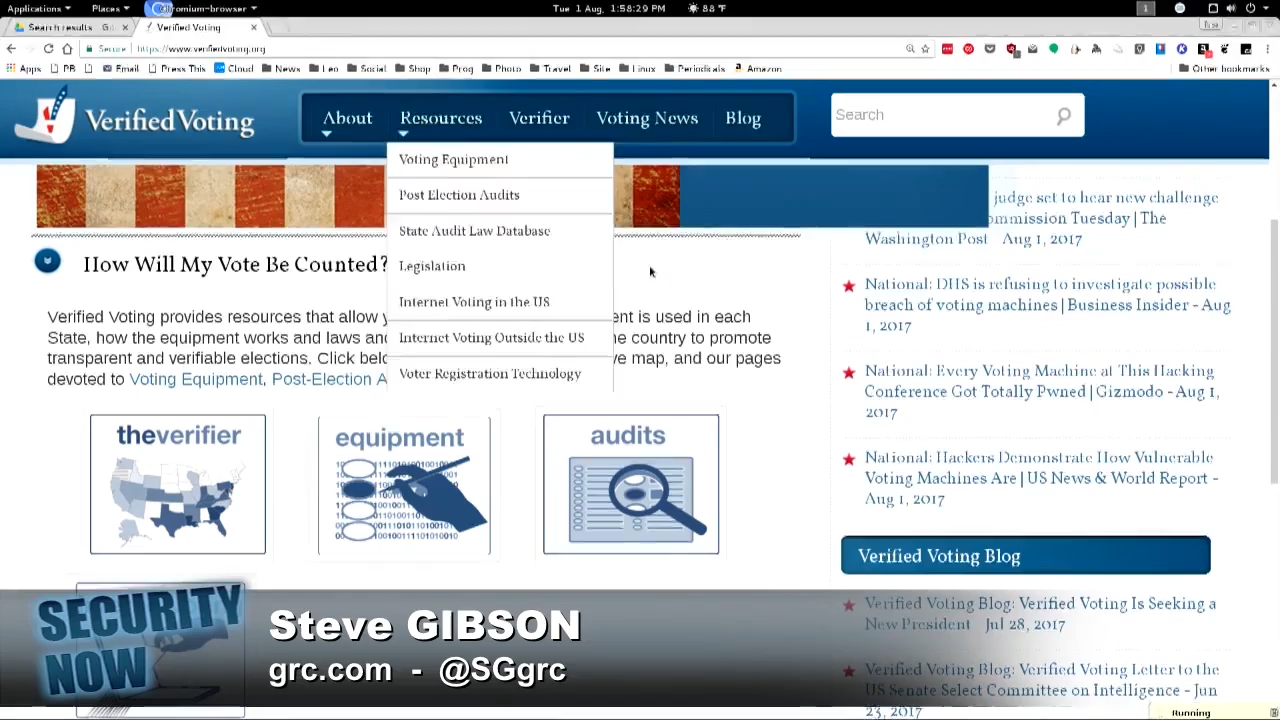 Applications Places Chromium-browser Tue 1 Aug, 1:58:29 PM 88 °F 1
Search results Verified Voting
Secure https://www.verifiedvoting.org
Apps PB Email Press This Cloud News Leo Social Shop Prog Photo Travel Site Linux Periodicals Amazon Other bookmarks
VerifiedVoting About Resources Verifier Voting News Blog Search
Voting Equipment
Post Election Audits
State Audit Law Database
Legislation
Internet Voting in the US
Internet Voting Outside the US
Voter Registration Technology
How Will My Vote Be Counted?
Verified Voting provides resources that allow ent is used in each
State, how the equipment works and laws and he country to promote
transparent and verifiable elections. Click ve map, and our pages
devoted to Voting Equipment, Post-Election A
theverifier
equipment
audits
judge set to hear new challenge
ommission Tuesday | The
Washington Post Aug 1, 2017
National: DHS is refusing to investigate possible
breach of voting machines | Business Insider - Aug
1, 2017
National: Every Voting Machine at This Hacking
Conference Got Totally Pwned | Gizmodo - Aug 1,
2017
National: Hackers Demonstrate How Vulnerable
Voting Machines Are | US News & World Report -
Aug 1, 2017
Verified Voting Blog
Verified Voting Blog: Verified Voting Is Seeking a
New President Jul 28, 2017
Verified Voting Blog: Verified Voting Letter to the
US Senate Select Committee on Intelligence - Jun
23, 2017
SECURITY
NOW
Steve GIBSON
grc.com - @SGgrc
Running